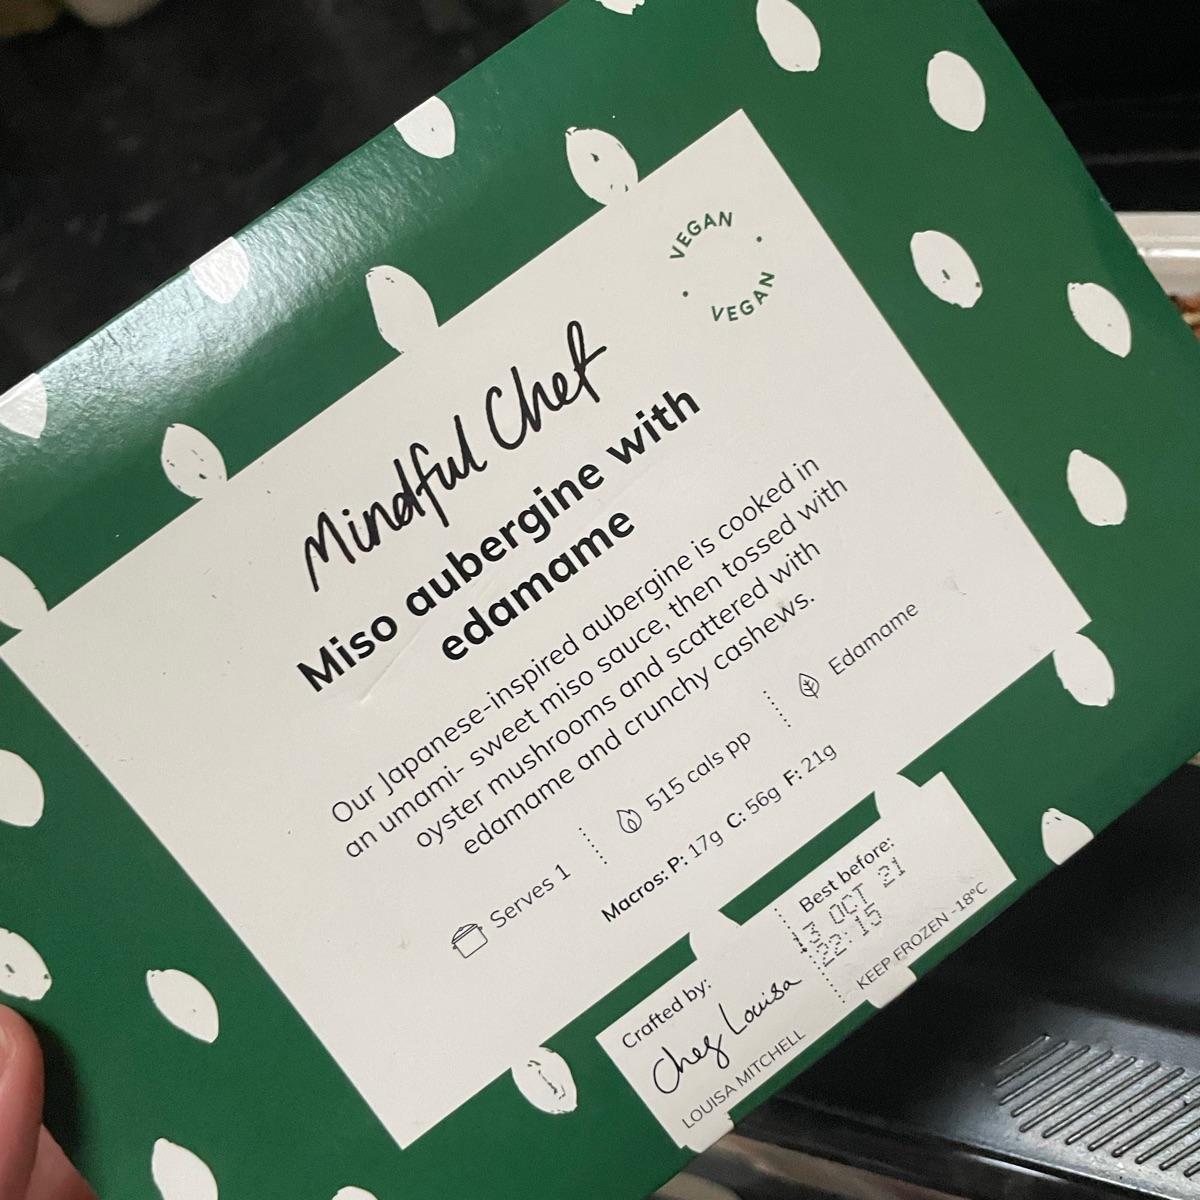 VEGAN
VEGAN
Mindful Chef
Miso aubergine with
edamame
Our Japanese-inspired aubergine is cooked in
an umami- sweet miso sauce, then tossed with
oyster mushrooms and scattered with
edamame and crunchy cashews.
Serves 1
515 cals pp
Edamame
Macros: P: 17g C: 56g F: 21g
Crafted by:
Chez Louisa
LOUISA MITCHELL
Best before:
13 OCT 21
22:15
KEEP FROZEN -18°C